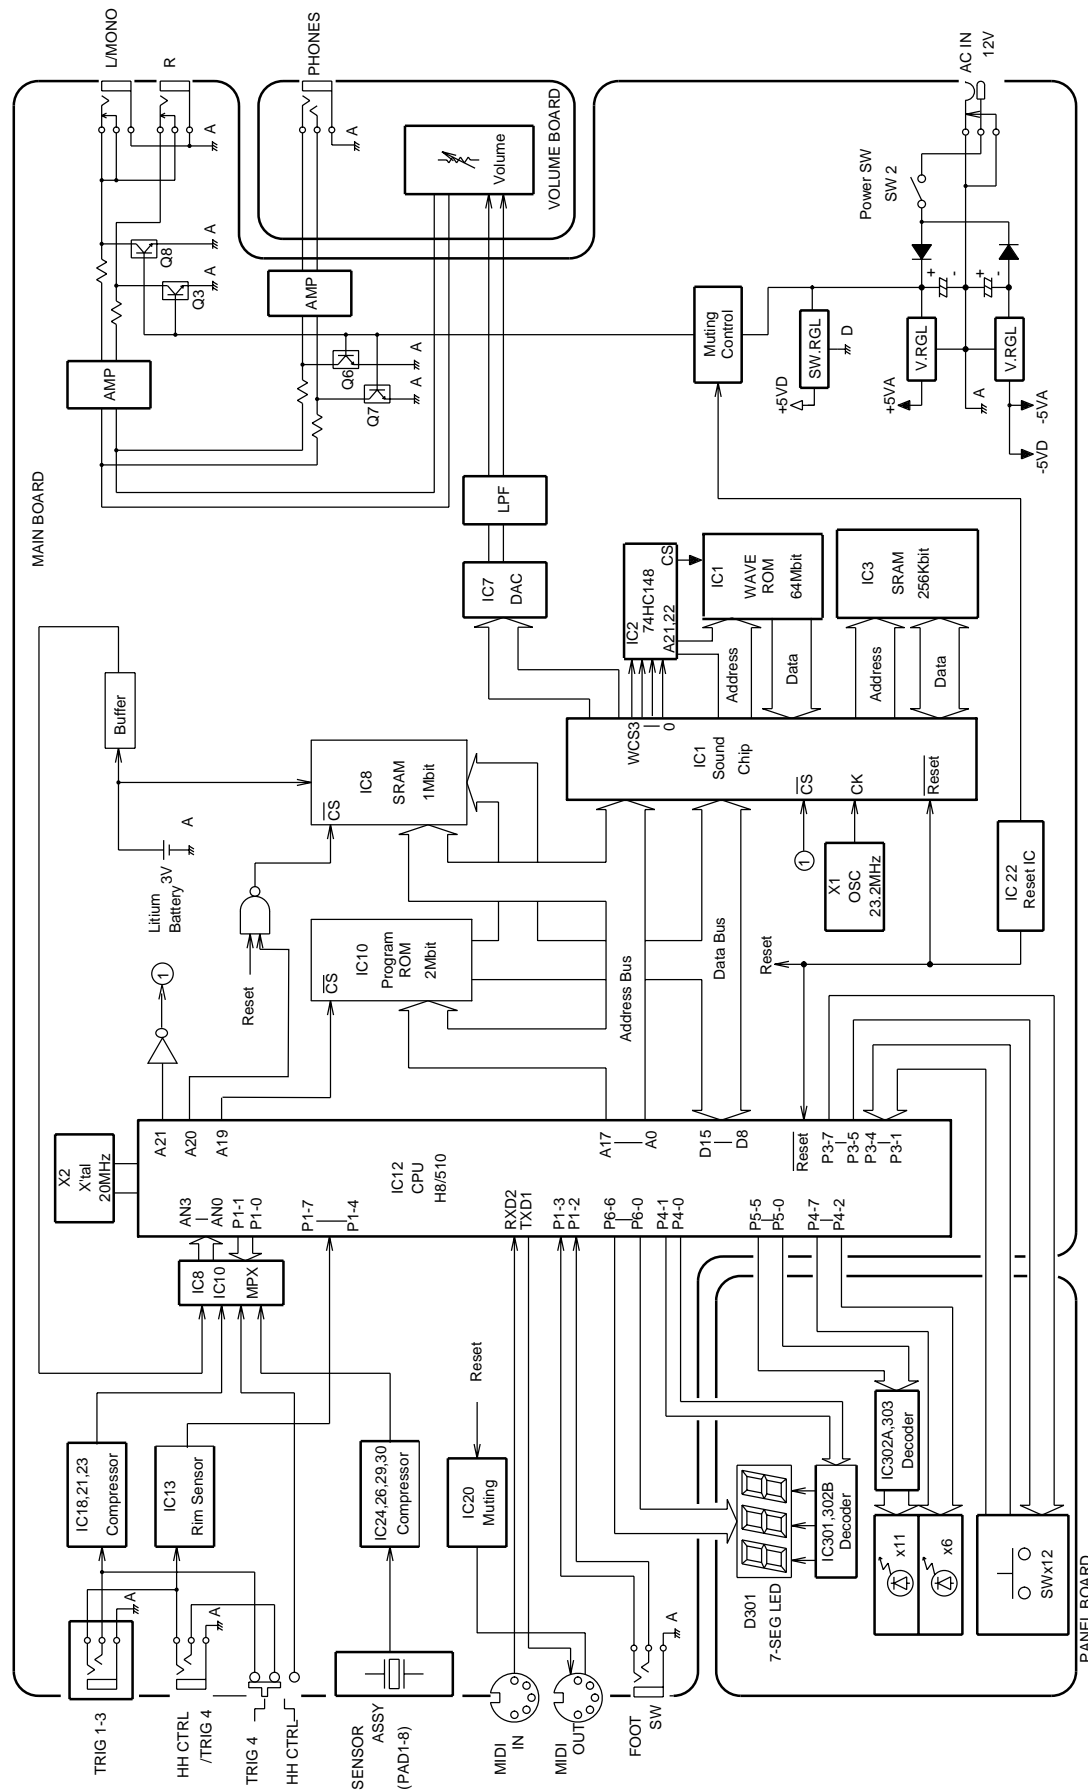 MAIN BOARD
TRIG 1-3
HH CTRL
/TRIG 4
TRIG 4
HH CTRL
SENSOR
ASSY
(PAD1-8)
MIDI
IN
MIDI
OUT
FOOT
SW
A
A
A
IC18,21,23
Compressor
IC13
Rim Sensor
IC24,26,29,30
Compressor
IC20
Muting
Reset
IC8
IC10
MPX
X2
X'tal
20MHz
IC12
CPU
H8/510
AN3
AN0
P1-1
P1-0
P1-7
P1-4
RXD2
TXD1
P1-3
P1-2
P6-6
P6-0
P4-1
P4-0
P5-5
P5-0
P4-7
P4-2
A21
A20
A19
A17
A0
D15
D8
Reset
P3-7
P3-5
P3-4
P3-1
1
Reset
Litium
Battery
3V
A
Buffer
CS
IC10
Program
ROM
2Mbit
CS
IC8
SRAM
1Mbit
Address Bus
Data Bus
Reset
1
X1
OSC
23.2MHz
IC 22
Reset IC
IC1
Sound
Chip
WCS3
0
CS
CK
Reset
IC2
74HC148
A21,22
CS
Address
Data
IC1
WAVE
ROM
64Mbit
Address
Data
IC3
SRAM
256Kbit
IC7
DAC
LPF
AMP
AMP
Q8
A
Q3
A
Q6
A
Q7
A
L/MONO
R
A
PHONES
A
Volume
VOLUME BOARD
Muting
Control
+5VD
SW.RGL
D
+5VA
V.RGL
+
-
+
-
V.RGL
A
-5VA
-5VD
Power SW
SW 2
AC IN
12V
D301
7-SEG LED
IC301,302B
Decoder
IC302A,303
Decoder
x11
x6
SWx12
PANEL BOARD